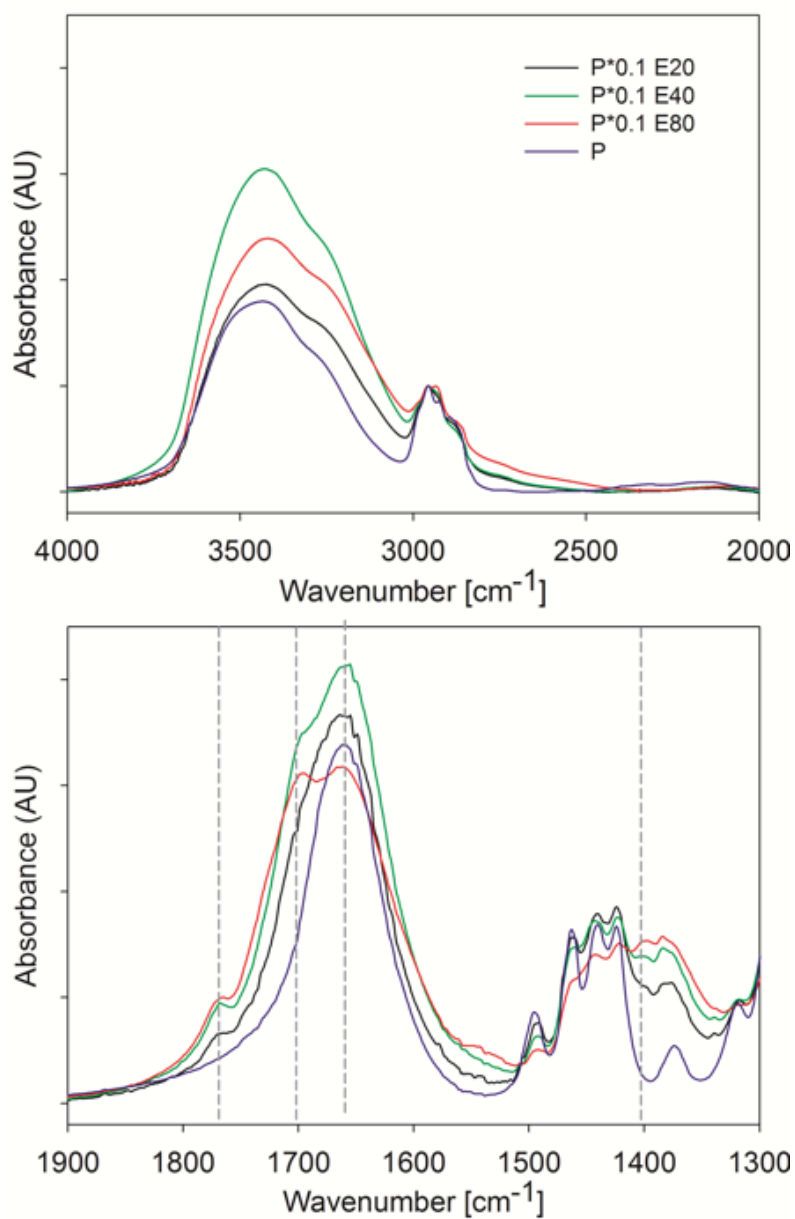 Absorbance (AU)
P*0.1 E20
P*0.1 E40
P*0.1 E80
P
4000 3500 3000 2500 2000
Wavenumber [cm-1]
Absorbance (AU)
1900 1800 1700 1600 1500 1400 1300
Wavenumber [cm-1]